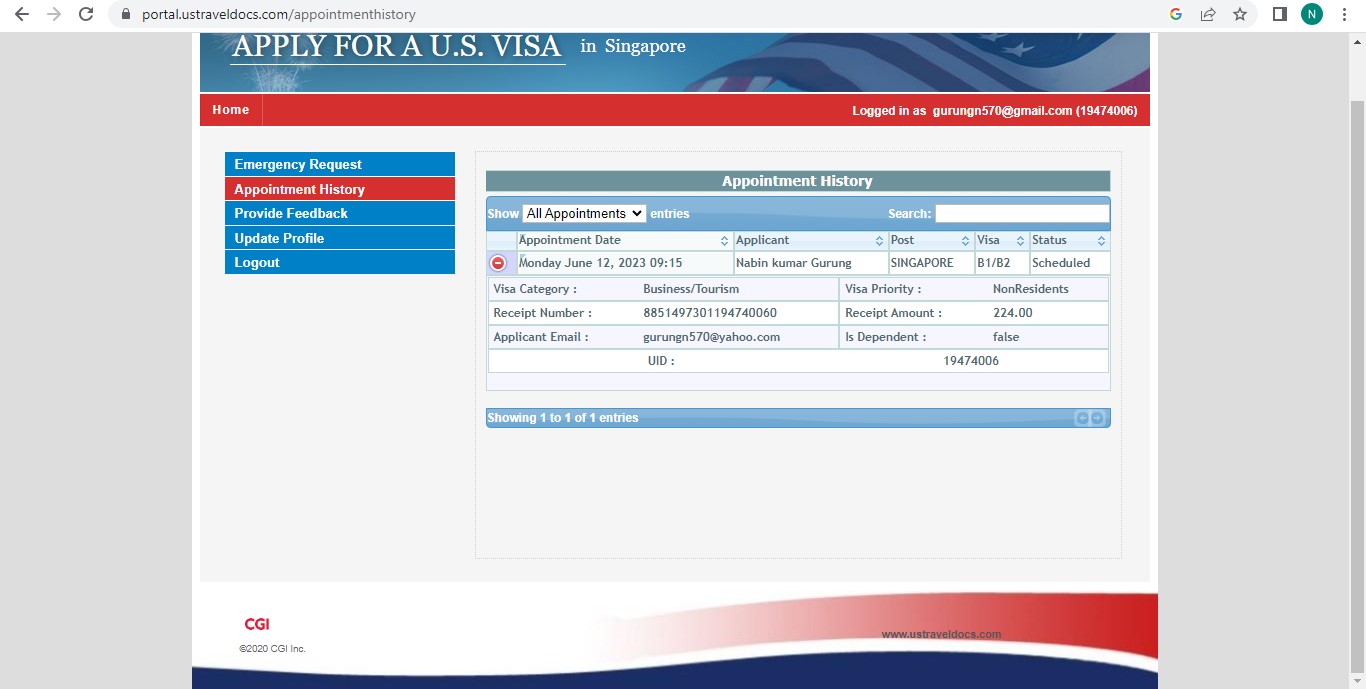 portal.ustraveldocs.com/appointmenthistory
N
APPLY FOR A U.S. VISA in Singapore
Home
Logged in as gurungn570@gmail.com (19474006)
Emergency Request
Appointment History
Provide Feedback
Update Profile
Logout
Appointment History
Show All Appointments entries Search:
Appointment Date Applicant Post Visa Status
Monday June 12, 2023 09:15 Nabin kumar Gurung SINGAPORE B1/B2 Scheduled
Visa Category : Business/Tourism Visa Priority : NonResidents
Receipt Number : 8851497301194740060 Receipt Amount : 224.00
Applicant Email : gurungn570@yahoo.com Is Dependent : false
UID : 19474006
Showing 1 to 1 of 1 entries
CGI
©2020 CGI Inc.
www.ustraveldocs.com